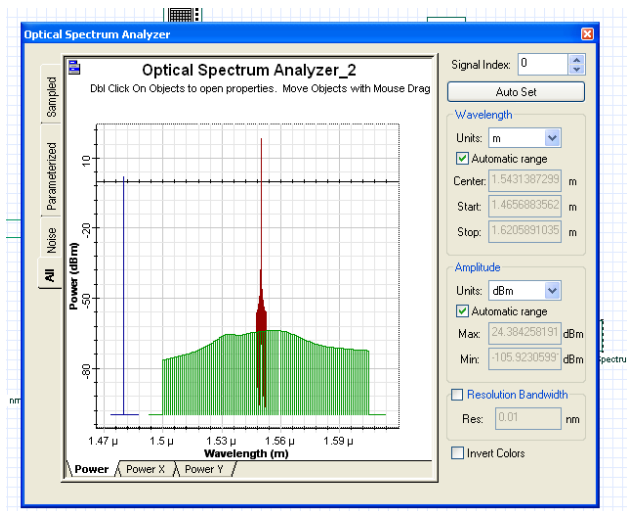 Optical Spectrum Analyzer
Optical Spectrum Analyzer_2
Dbl Click On Objects to open properties. Move Objects with Mouse Drag
Sampled
Parameterized
Noise
All
Power (dBm)
10
-20
-50
-80
1.47 µ
1.5 µ
1.53 µ
1.56 µ
1.59 µ
Wavelength (m)
Power
Power X
Power Y
Signal Index: 0
Auto Set
Wavelength
Units: m
Automatic range
Center: 1.5431387299 m
Start: 1.4656883562 m
Stop: 1.6205891035 m
Amplitude
Units: dBm
Automatic range
Max: 24.384258191 dBm
Min: -105.9230599 dBm
Resolution Bandwidth
Res: 0.01 nm
Invert Colors
nm
Spectru